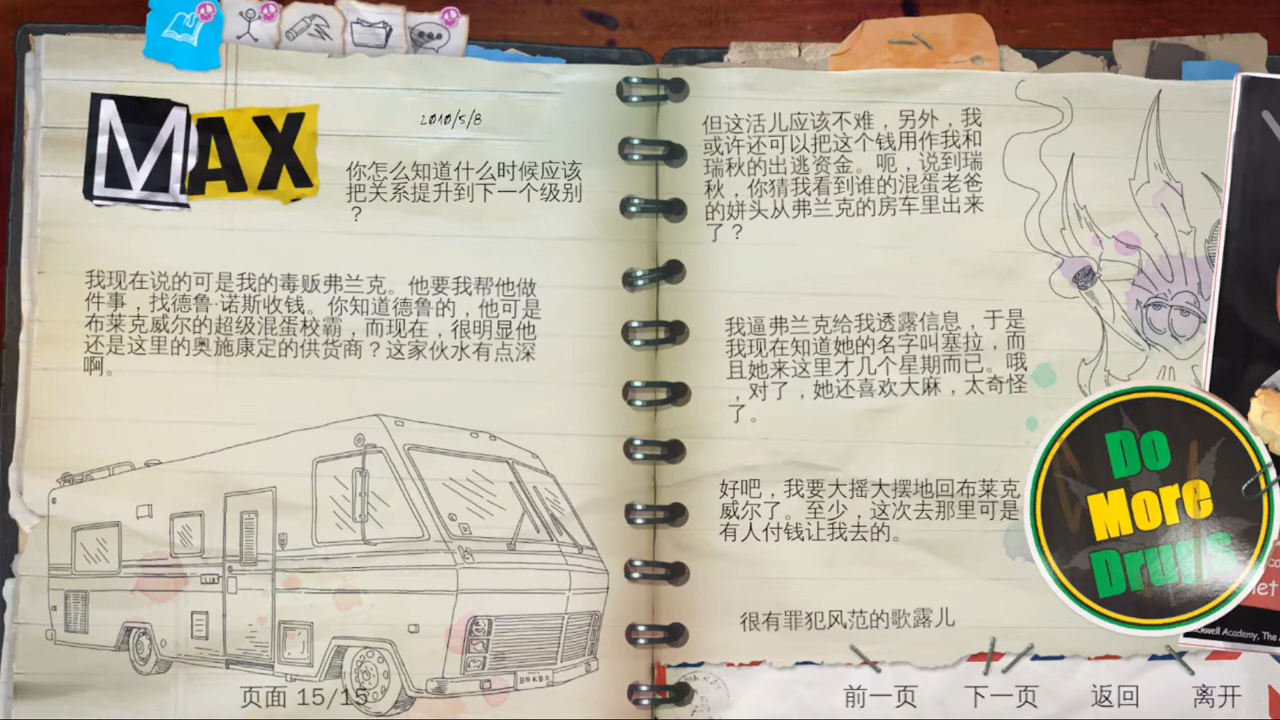 MAX
2010/5/8
你怎么知道什么时候应该
把关系提升到下一个级别
？
我现在说的可是我的毒贩弗兰克。他要我帮他做
件事，找德鲁·诺斯收钱。你知道德鲁的，他可是
布莱克威尔的超级混蛋校霸，而现在，很明显他
还是这里的奥施康定的供货商？这家伙水有点深
啊。
BRKBD
页面 15/15
但这活儿应该不难，另外，我
或许还可以把这个钱用作我和
瑞秋的出逃资金。呃，说到瑞
秋，你猜我看到谁的混蛋老爸
的姘头从弗兰克的房车里出来
了？
我逼弗兰克给我透露信息，于是
我现在知道她的名字叫塞拉，而
且她来这里才几个星期而已。哦
，对了，她还喜欢大麻，太奇怪
了。
好吧，我要大摇大摆地回布莱克
威尔了。至少，这次去那里可是
有人付钱让我去的。
很有罪犯风范的歌露儿
Do
More
Drugs
ckwell Academy, The
前一页 下一页 返回 离开